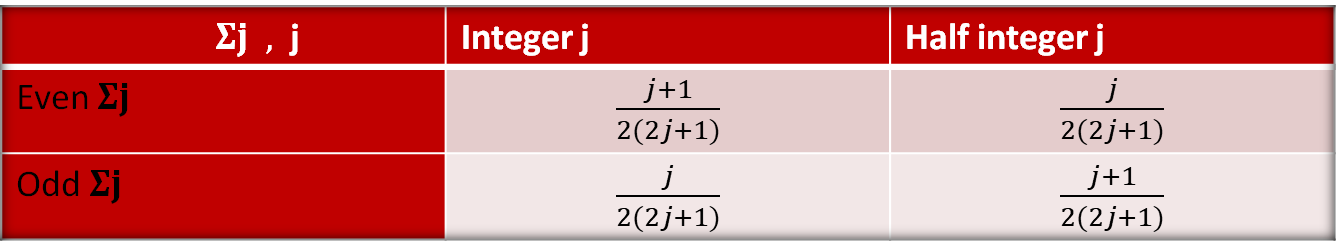 Σj , j Integer j Half integer j
Even Σj (j+1)/(2(2j+1)) j/(2(2j+1))
Odd Σj j/(2(2j+1)) (j+1)/(2(2j+1))